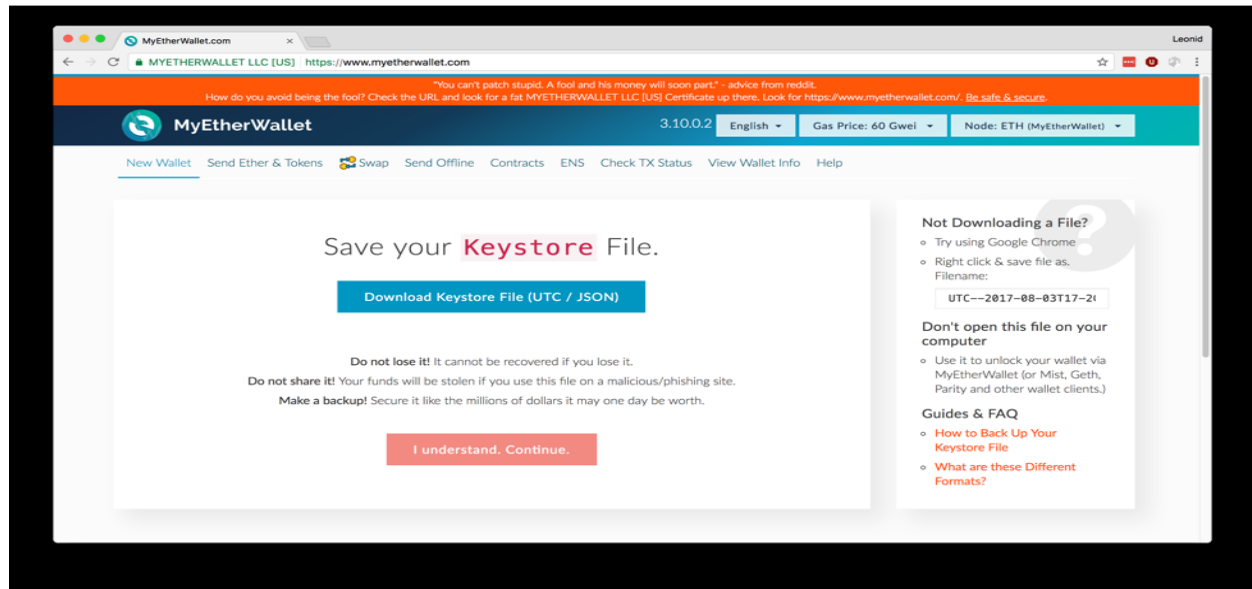 MyEtherWallet.com
Leonid
MYETHERWALLET LLC [US] https://www.myetherwallet.com
"You can't patch stupid. A fool and his money will soon part." - advice from reddit.
How do you avoid being the fool? Check the URL and look for a fat MYETHERWALLET LLC [US] Certificate up there. Look for https://www.myetherwallet.com/. Be safe & secure.
MyEtherWallet
3.10.0.2 English Gas Price: 60 Gwei Node: ETH (MyEtherWallet)
New Wallet Send Ether & Tokens Swap Send Offline Contracts ENS Check TX Status View Wallet Info Help
Save your Keystore File.
Download Keystore File (UTC / JSON)
Do not lose it! It cannot be recovered if you lose it.
Do not share it! Your funds will be stolen if you use this file on a malicious/phishing site.
Make a backup! Secure it like the millions of dollars it may one day be worth.
I understand. Continue.
?
Not Downloading a File?
Try using Google Chrome
Right click & save file as.
Filename:
UTC--2017-08-03T17-2
Don't open this file on your
computer
Use it to unlock your wallet via
MyEtherWallet (or Mist, Geth,
Parity and other wallet clients.)
Guides & FAQ
How to Back Up Your
Keystore File
What are these Different
Formats?